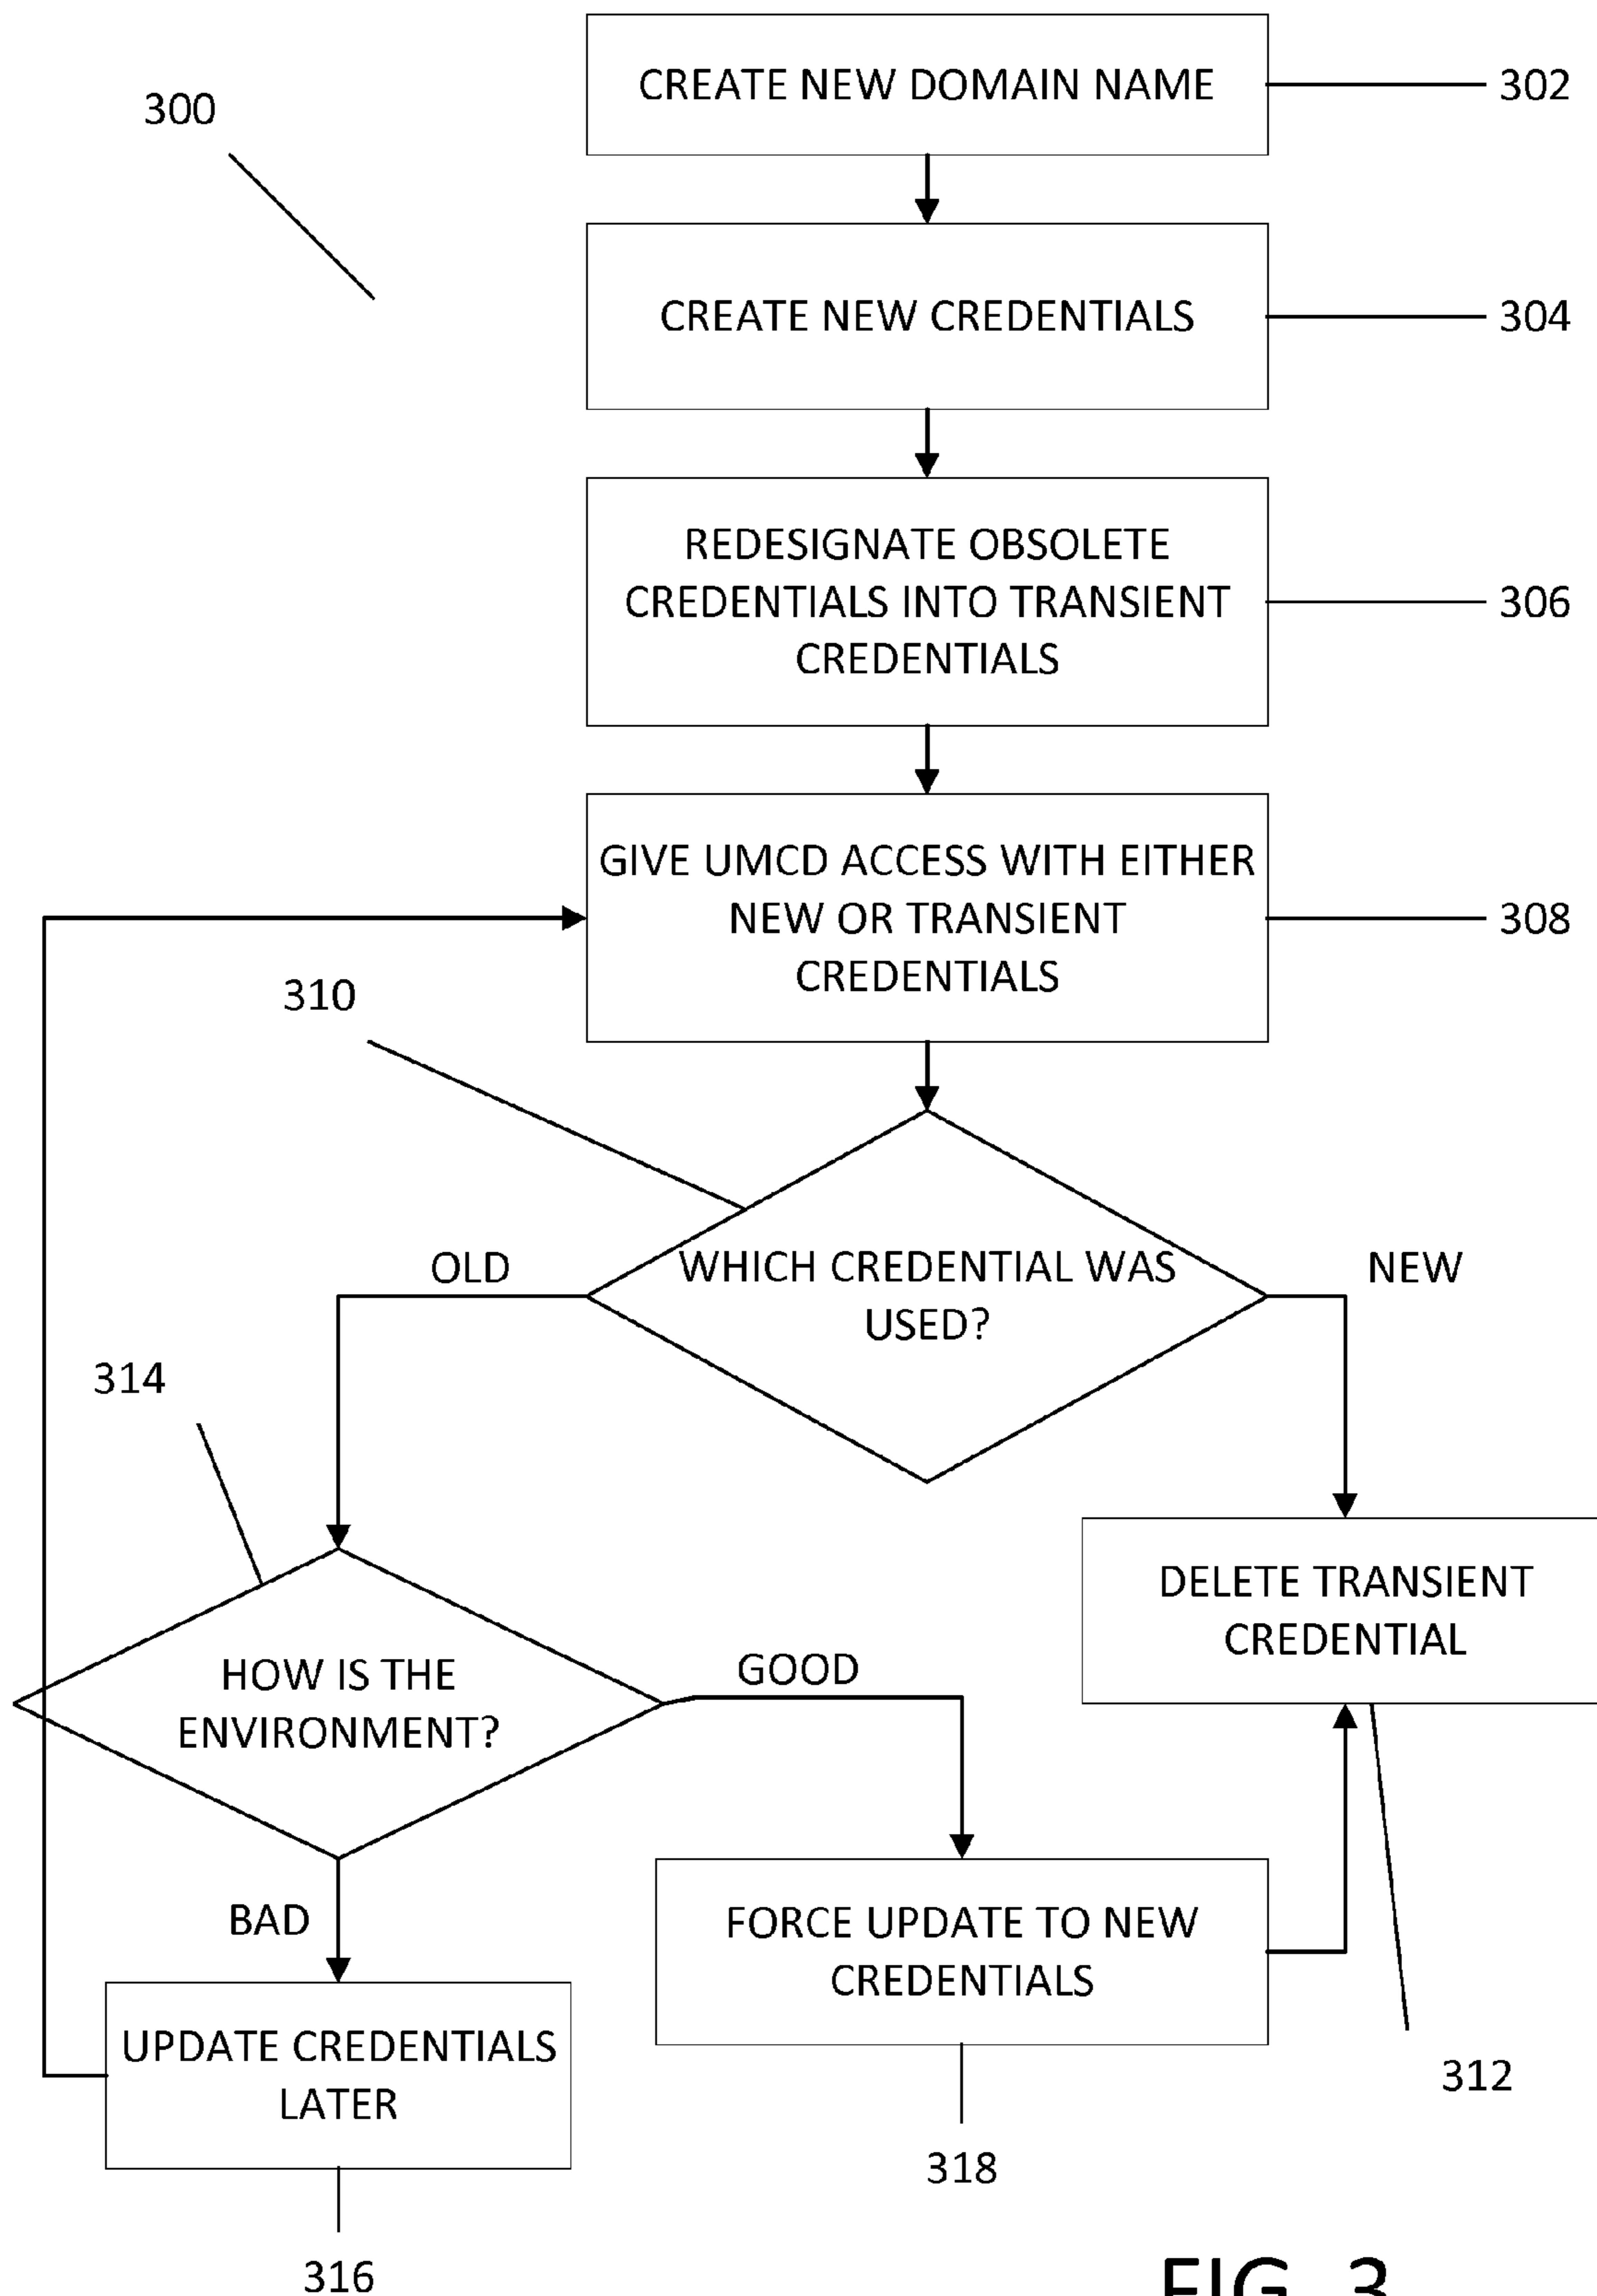 CREATE NEW DOMAIN NAME
302
300
CREATE NEW CREDENTIALS
304
REDESIGNATE OBSOLETE
CREDENTIALS INTO TRANSIENT
CREDENTIALS
306
GIVE UMCD ACCESS WITH EITHER
NEW OR TRANSIENT
CREDENTIALS
308
310
OLD
WHICH CREDENTIAL WAS
USED?
NEW
314
DELETE TRANSIENT
CREDENTIAL
HOW IS THE
ENVIRONMENT?
GOOD
BAD
FORCE UPDATE TO NEW
CREDENTIALS
UPDATE CREDENTIALS
LATER
312
318
316
FIG. 3